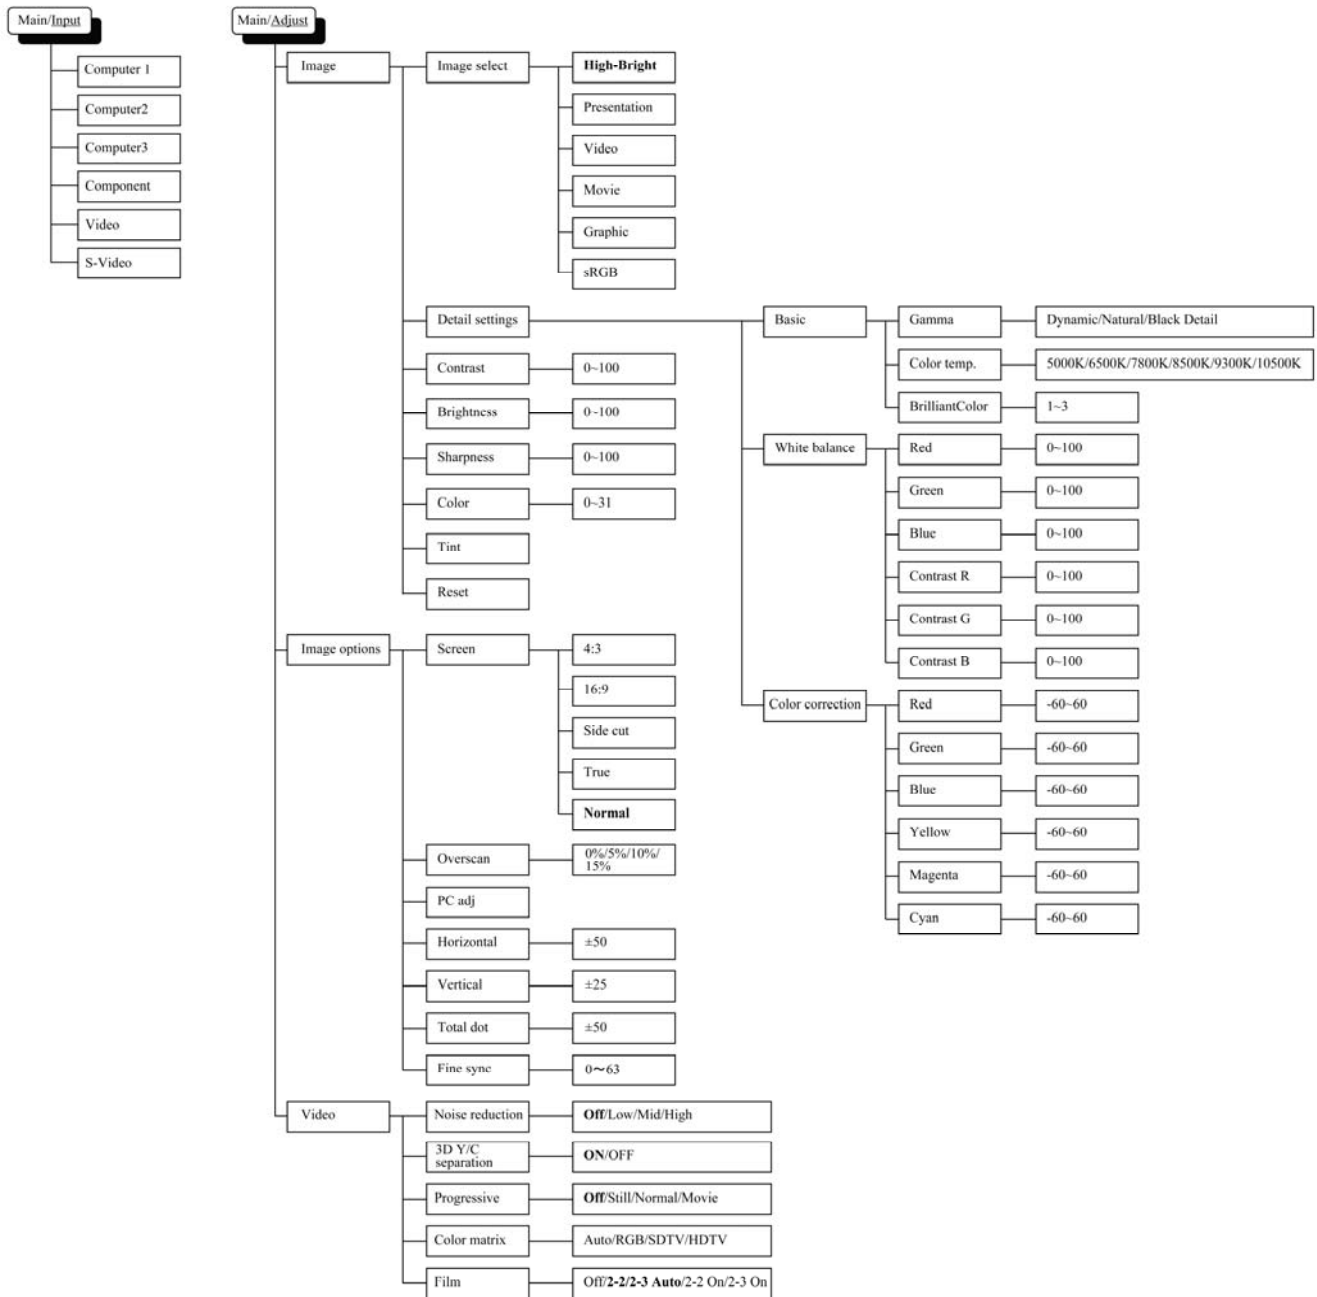 Main/Input
Computer 1
Computer2
Computer3
Component
Video
S-Video
Main/Adjust
Image
Image select
High-Bright
Presentation
Video
Movie
Graphic
sRGB
Detail settings
Basic
Gamma
Dynamic/Natural/Black Detail
Color temp.
5000K/6500K/7800K/8500K/9300K/10500K
BrilliantColor
1~3
White balance
Red
0~100
Green
0~100
Blue
0~100
Contrast R
0~100
Contrast G
0~100
Contrast B
0~100
Color correction
Red
-60~60
Green
-60~60
Blue
-60~60
Yellow
-60~60
Magenta
-60~60
Cyan
-60~60
Contrast
0~100
Brightness
0~100
Sharpness
0~100
Color
0~31
Tint
Reset
Image options
Screen
4:3
16:9
Side cut
True
Normal
Overscan
0%/5%/10%/
15%
PC adj
Horizontal
±50
Vertical
±25
Total dot
±50
Fine sync
0～63
Video
Noise reduction
Off/Low/Mid/High
3D Y/C
separation
ON/OFF
Progressive
Off/Still/Normal/Movie
Color matrix
Auto/RGB/SDTV/HDTV
Film
Off/2-2/2-3 Auto/2-2 On/2-3 On